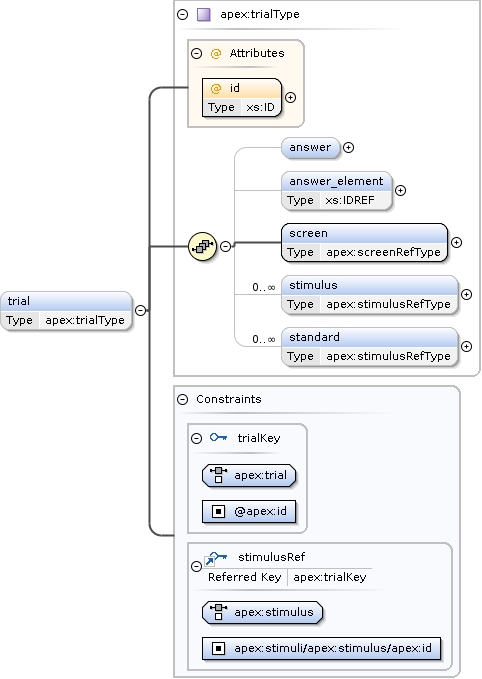 apex:trialType
@ Attributes
@ id
Type xs:ID
answer
answer_element
Type xs:IDREF
screen
Type apex:screenRefType
0..∞
stimulus
Type apex:stimulusRefType
0..∞
standard
Type apex:stimulusRefType
trial
Type apex:trialType
Constraints
trialKey
apex:trial
@apex:id
stimulusRef
Referred Key apex:trialKey
apex:stimulus
apex:stimuli/apex:stimulus/apex:id